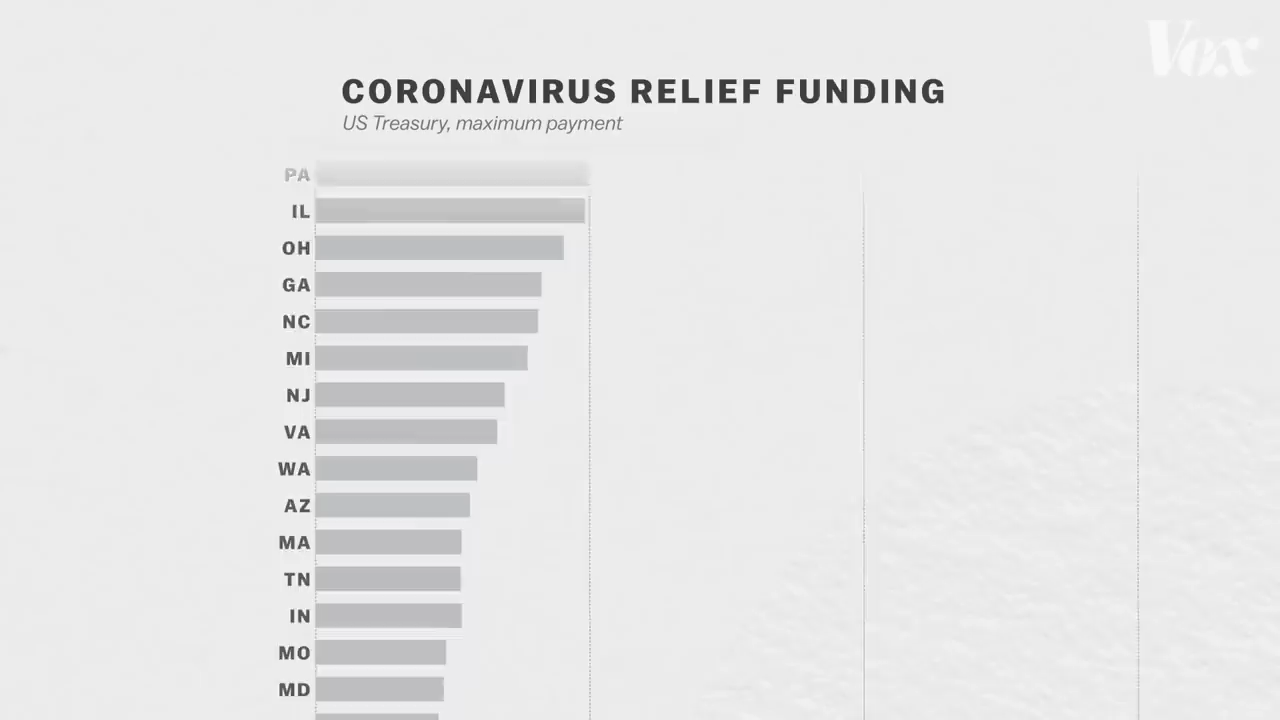 Vox
CORONAVIRUS RELIEF FUNDING
US Treasury, maximum payment
PA
IL
OH
GA
NC
MI
NJ
VA
WA
AZ
MA
TN
IN
MO
MD